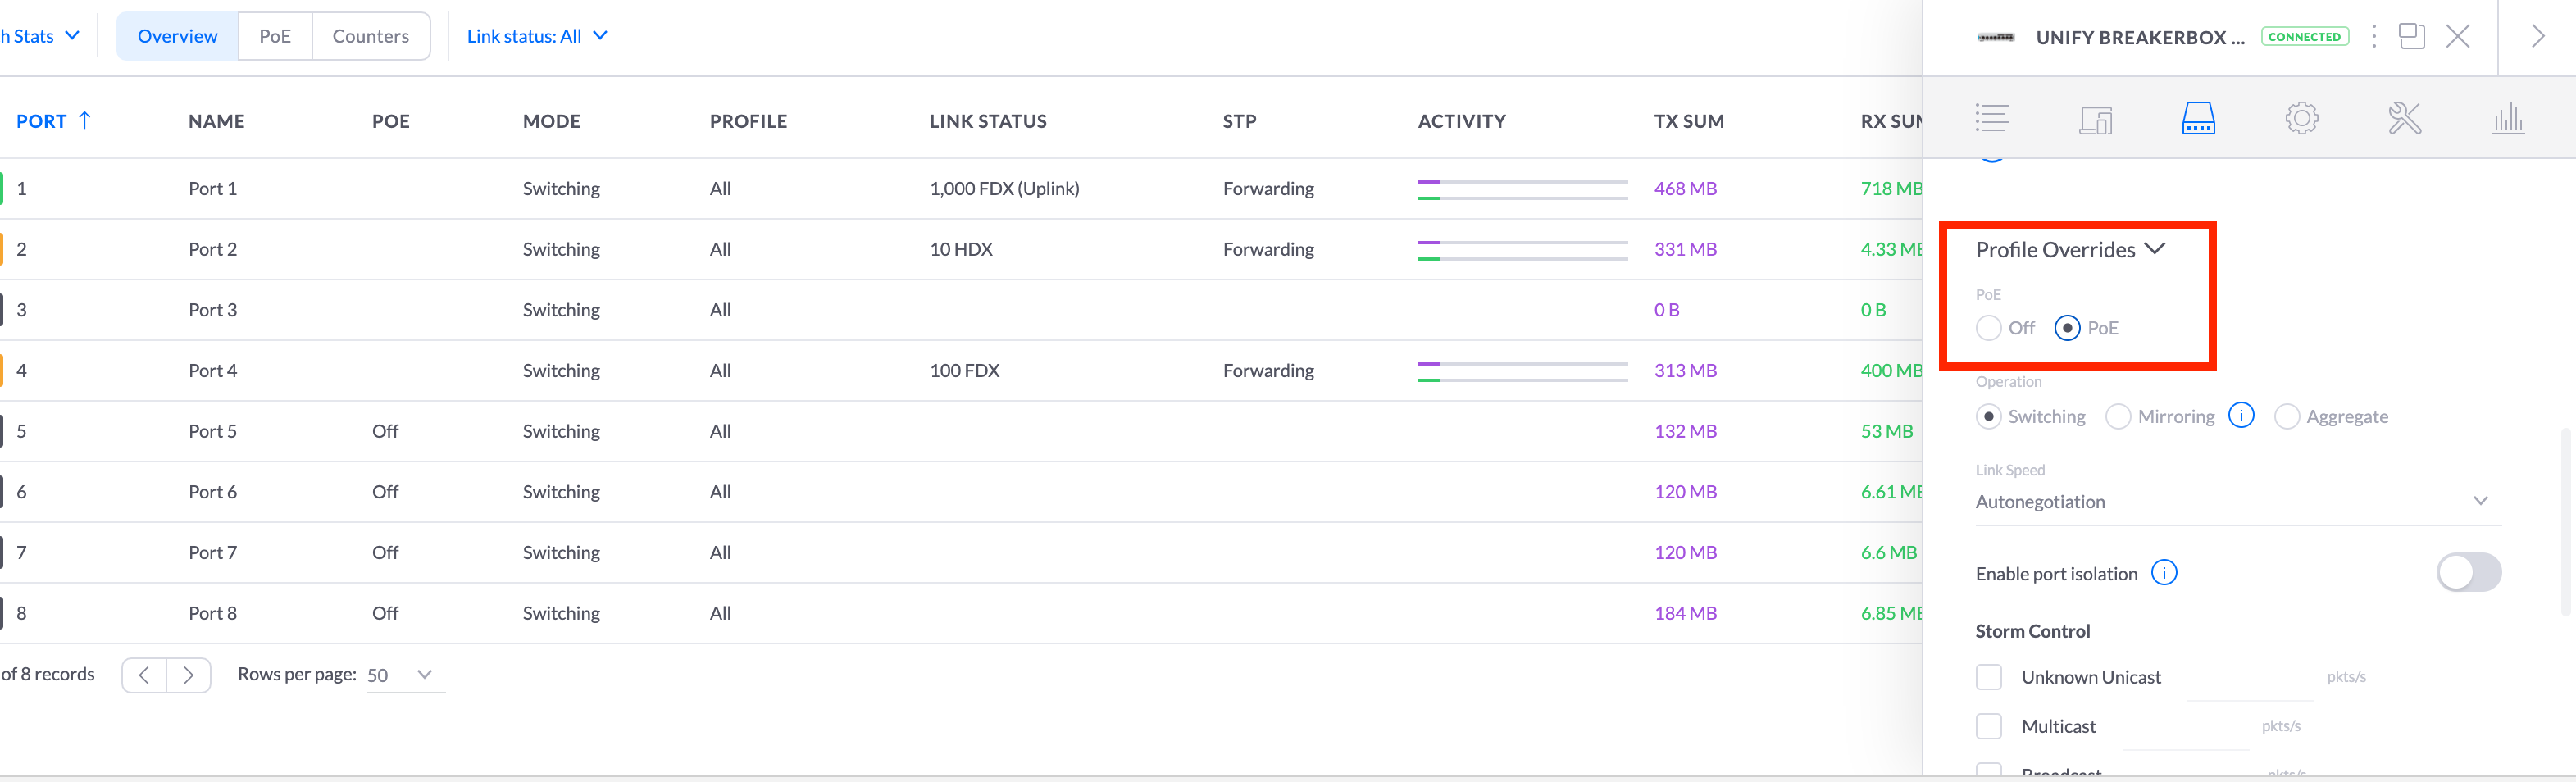 h Stats Overview PoE Counters Link status: All
UNIFY BREAKERBOX ... CONNECTED
PORT NAME POE MODE PROFILE LINK STATUS STP ACTIVITY TX SUM RX SUM
1 Port 1 Switching All 1,000 FDX (Uplink) Forwarding 468 MB 718 MB
2 Port 2 Switching All 10 HDX Forwarding 331 MB 4.33 MB
3 Port 3 Switching All 0 B 0 B
4 Port 4 Switching All 100 FDX Forwarding 313 MB 400 MB
5 Port 5 Off Switching All 132 MB 53 MB
6 Port 6 Off Switching All 120 MB 6.61 MB
7 Port 7 Off Switching All 120 MB 6.6 MB
8 Port 8 Off Switching All 184 MB 6.85 MB
of 8 records Rows per page: 50
Profile Overrides
PoE
Off PoE
Operation
Switching Mirroring i Aggregate
Link Speed
Autonegotiation
Enable port isolation i
Storm Control
Unknown Unicast pkts/s
Multicast pkts/s
Broadcast pkts/s